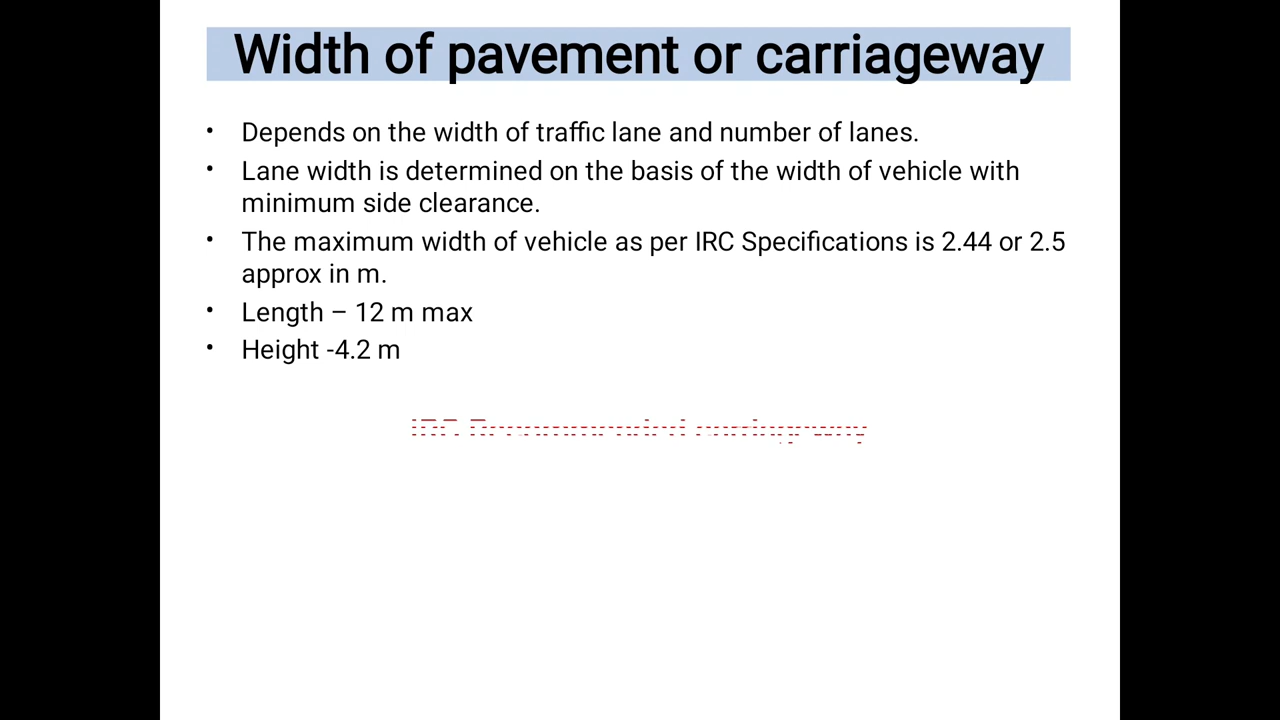 Width of pavement or carriageway
• Depends on the width of traffic lane and number of lanes.
• Lane width is determined on the basis of the width of vehicle with
minimum side clearance.
• The maximum width of vehicle as per IRC Specifications is 2.44 or 2.5
approx in m.
• Length – 12 m max
• Height -4.2 m
IRC Recommended